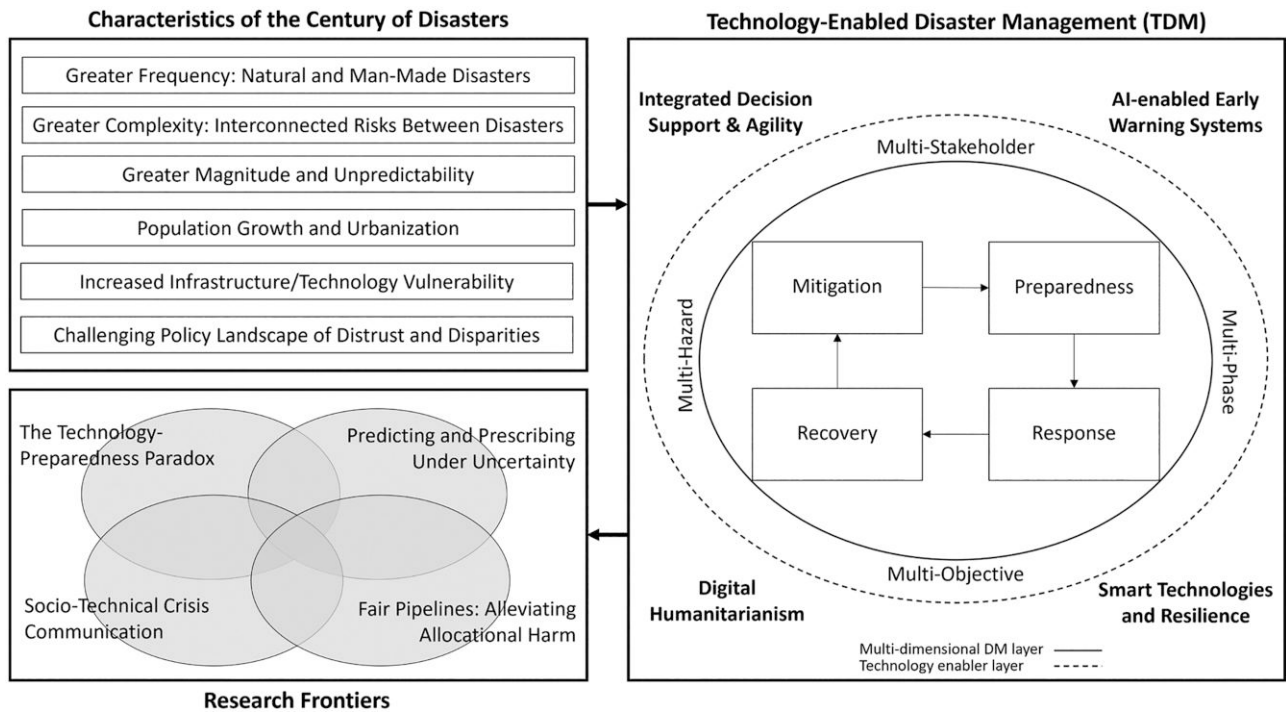 Characteristics of the Century of Disasters
Greater Frequency: Natural and Man-Made Disasters
Greater Complexity: Interconnected Risks Between Disasters
Greater Magnitude and Unpredictability
Population Growth and Urbanization
Increased Infrastructure/Technology Vulnerability
Challenging Policy Landscape of Distrust and Disparities
Technology-Enabled Disaster Management (TDM)
Integrated Decision
Support & Agility
AI-enabled Early
Warning Systems
Multi-Stakeholder
Multi-Hazard
Mitigation
Preparedness
Multi-Phase
Recovery
Response
Multi-Objective
Digital
Humanitarianism
Smart Technologies
and Resilience
Multi-dimensional DM layer
Technology enabler layer
The Technology-
Preparedness Paradox
Predicting and Prescribing
Under Uncertainty
Socio-Technical Crisis
Communication
Fair Pipelines: Alleviating
Allocational Harm
Research Frontiers